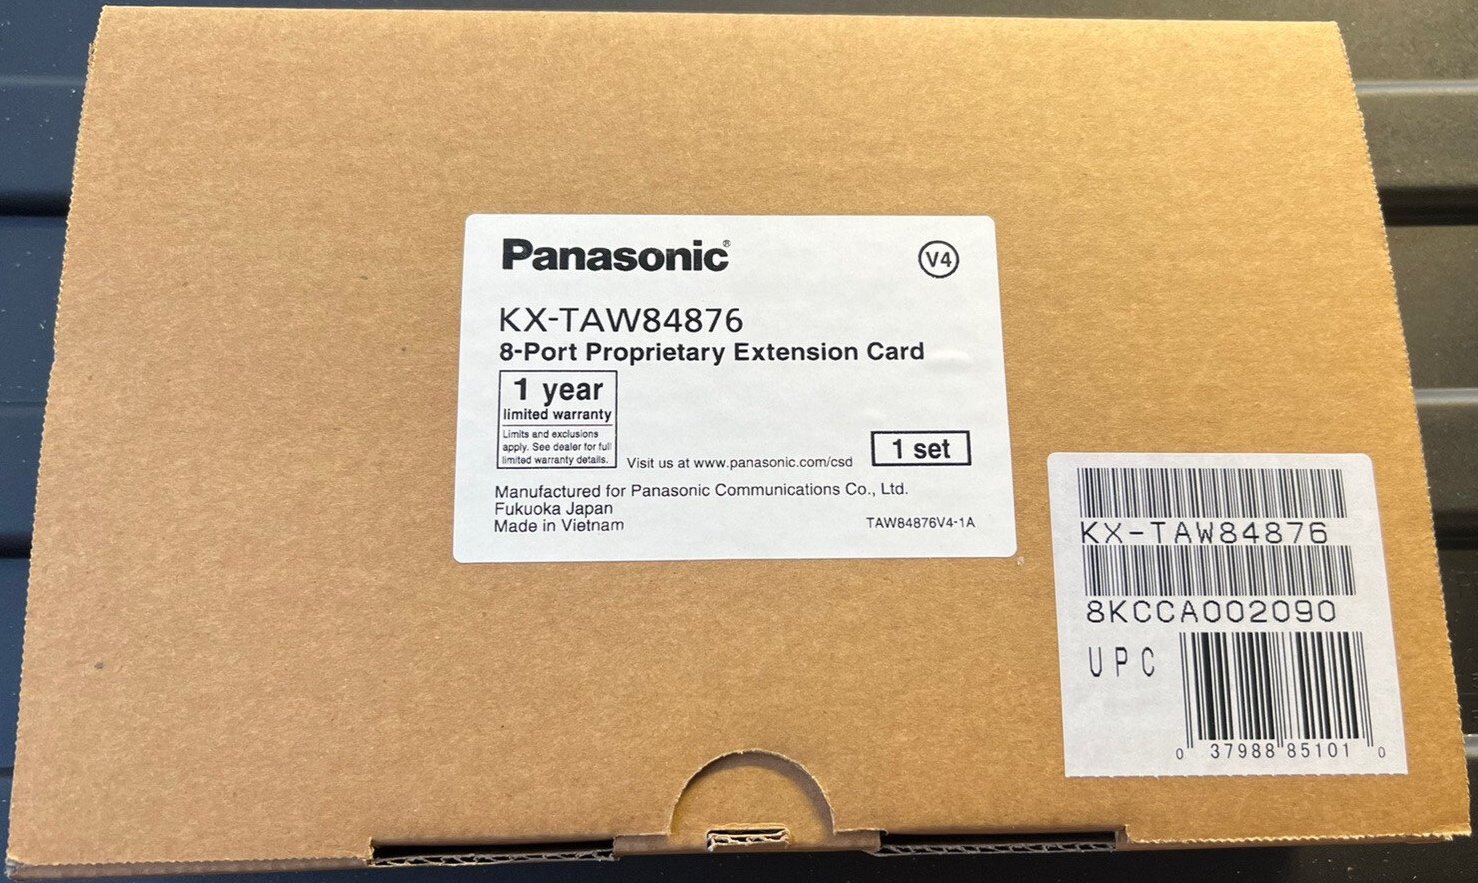 Panasonic®
V4
KX-TAW84876
8-Port Proprietary Extension Card
1 year
limited warranty
Limits and exclusions
apply. See dealer for full
limited warranty details.
Visit us at www.panasonic.com/csd
1 set
Manufactured for Panasonic Communications Co., Ltd.
Fukuoka Japan
Made in Vietnam
TAW84876V4-1A
KX-TAW84876
8KCCA002090
UPC
0 37988 85101 0